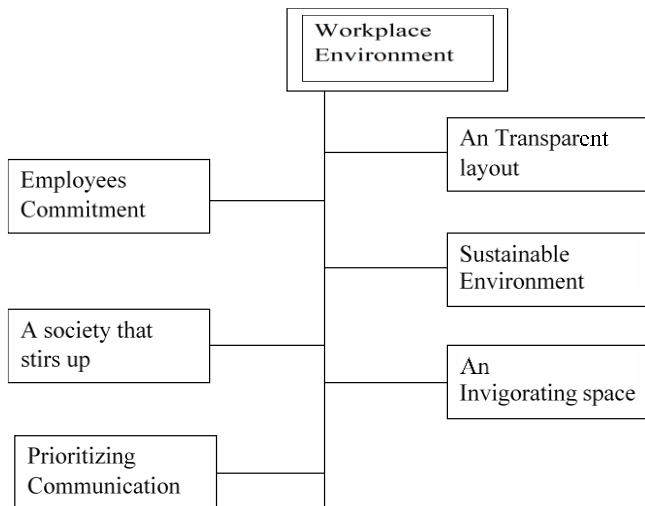 Workplace
Environment
An Transparent
layout
Employees
Commitment
Sustainable
Environment
A society that
stirs up
An
Invigorating space
Prioritizing
Communication